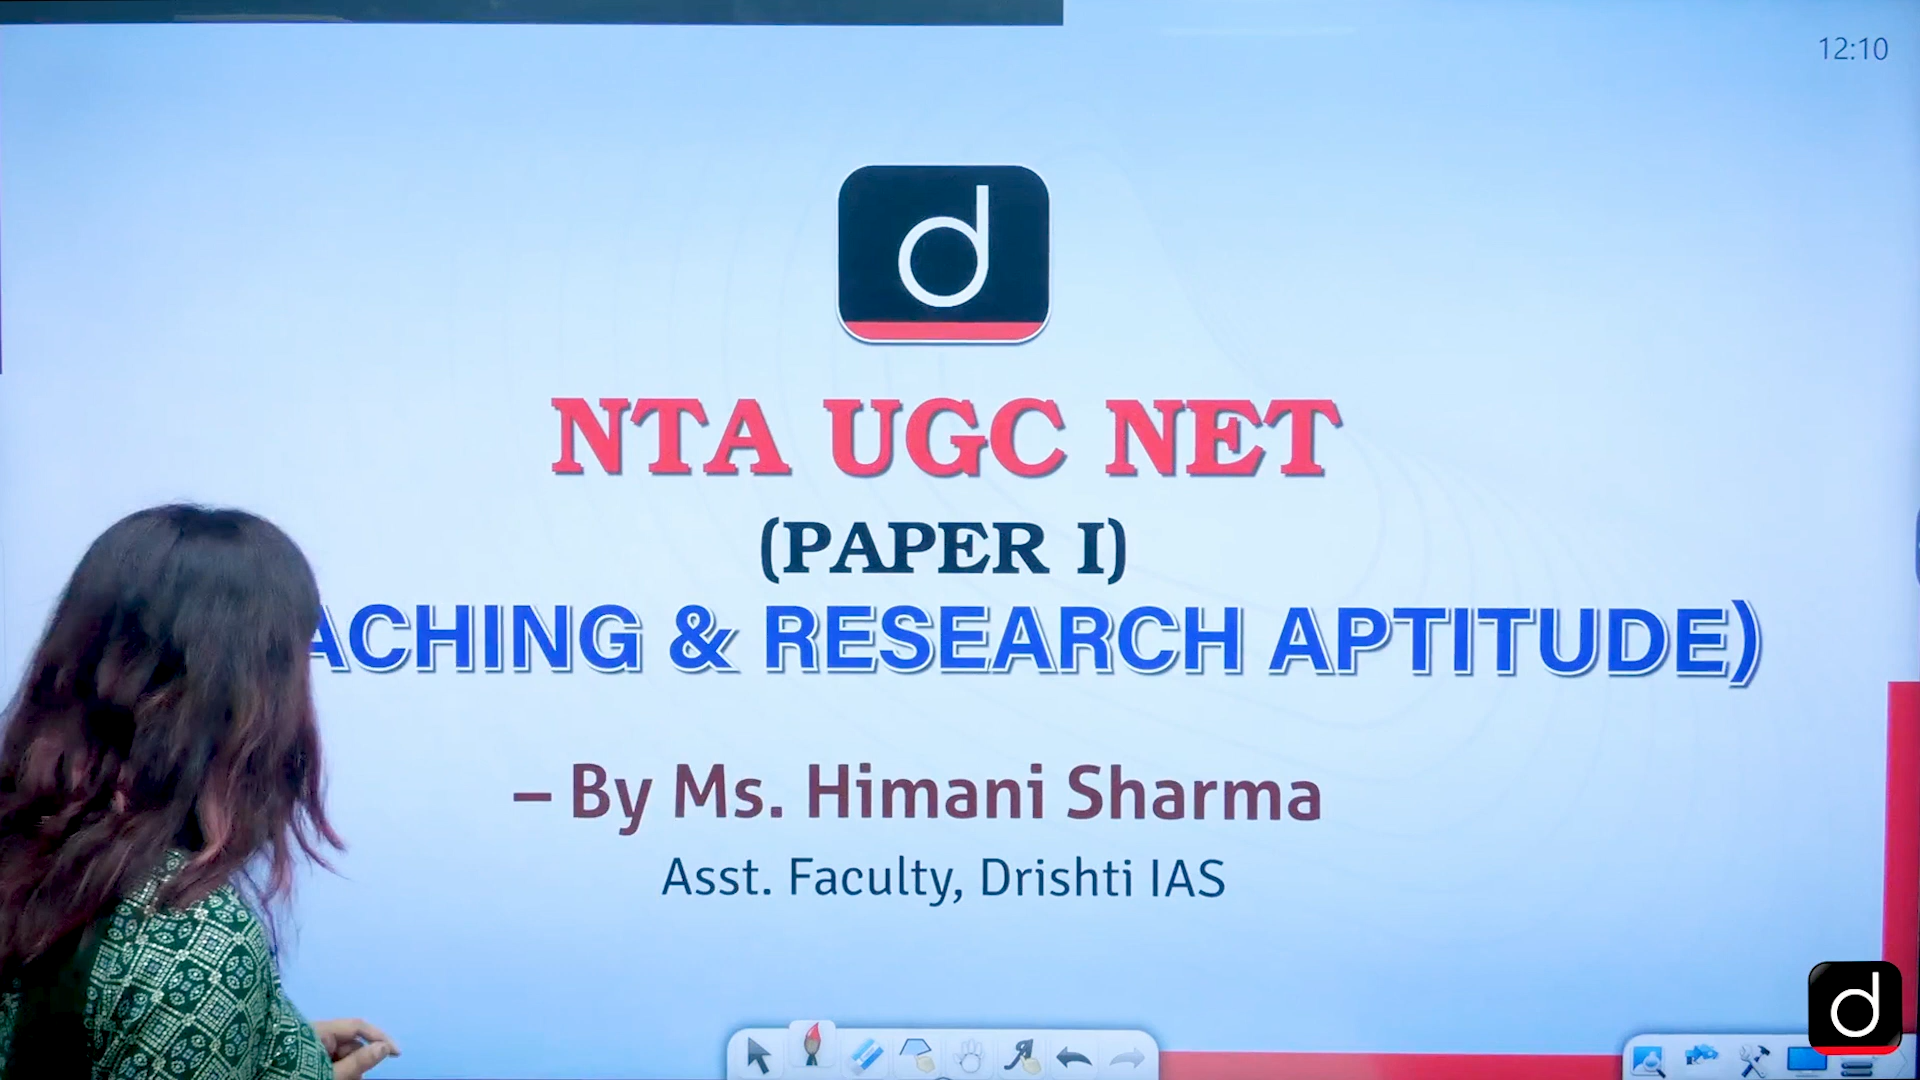 12:10
d
NTA UGC NET
(PAPER I)
ACHING & RESEARCH APTITUDE)
– By Ms. Himani Sharma
Asst. Faculty, Drishti IAS
d